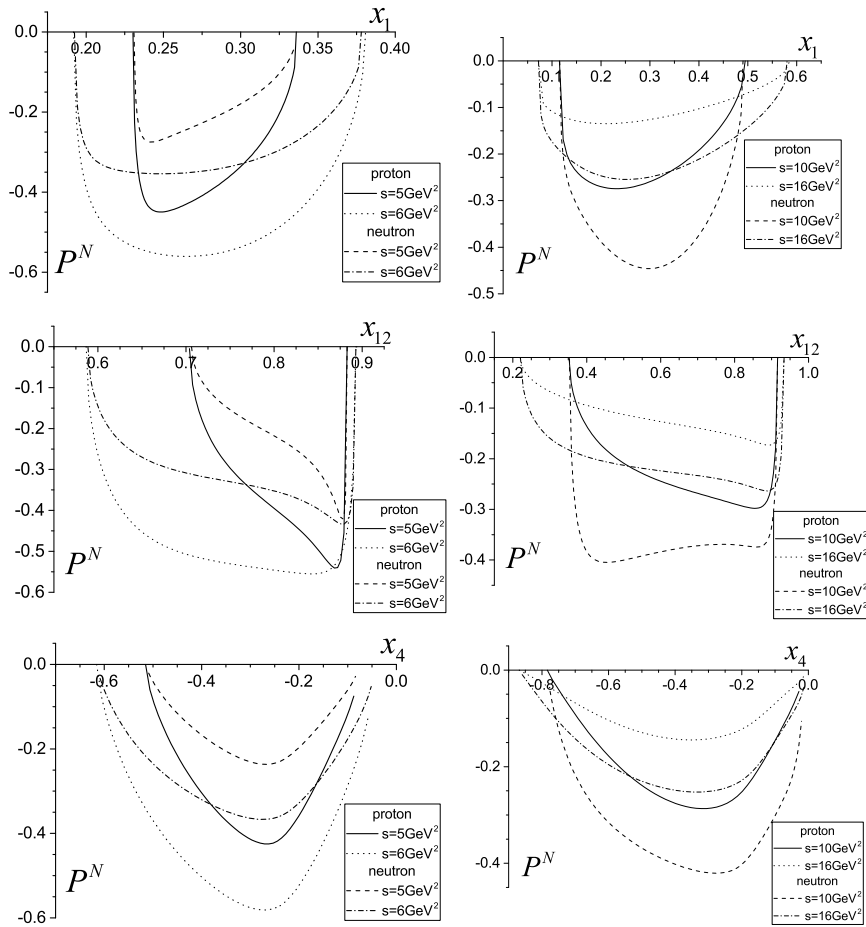 x₁
0.0
0.20 0.25 0.30 0.35 0.40
-0.2
-0.4
-0.6
Pᴺ
proton
s=5GeV²
s=6GeV²
neutron
s=5GeV²
s=6GeV²
x₁
0.0
0.1 0.2 0.3 0.4 0.5 0.6
-0.1
-0.2
-0.3
-0.4
-0.5
Pᴺ
proton
s=10GeV²
s=16GeV²
neutron
s=10GeV²
s=16GeV²
x₁₂
0.0
0.6 0.7 0.8 0.9
-0.1
-0.2
-0.3
-0.4
-0.5
-0.6
Pᴺ
proton
s=5GeV²
s=6GeV²
neutron
s=5GeV²
s=6GeV²
x₁₂
0.0
0.2 0.4 0.6 0.8 1.0
-0.1
-0.2
-0.3
-0.4
Pᴺ
proton
s=10GeV²
s=16GeV²
neutron
s=10GeV²
s=16GeV²
x₄
0.0
-0.6 -0.4 -0.2 0.0
-0.2
-0.4
-0.6
Pᴺ
proton
s=5GeV²
s=6GeV²
neutron
s=5GeV²
s=6GeV²
x₄
0.0
-0.8 -0.6 -0.4 -0.2 0.0
-0.2
-0.4
Pᴺ
proton
s=10GeV²
s=16GeV²
neutron
s=10GeV²
s=16GeV²